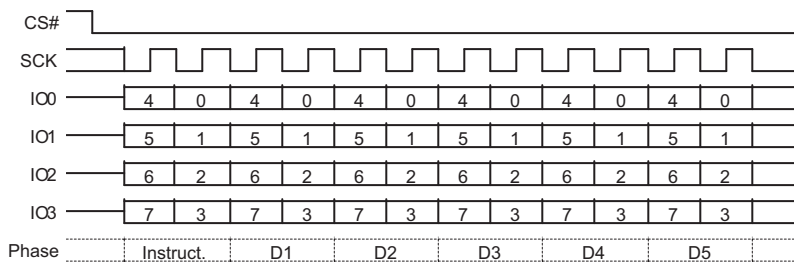 CS#
SCK
IO0 4 0 4 0 4 0 4 0 4 0 4 0
IO1 5 1 5 1 5 1 5 1 5 1 5 1
IO2 6 2 6 2 6 2 6 2 6 2 6 2
IO3 7 3 7 3 7 3 7 3 7 3 7 3
Phase Instruct. D1 D2 D3 D4 D5